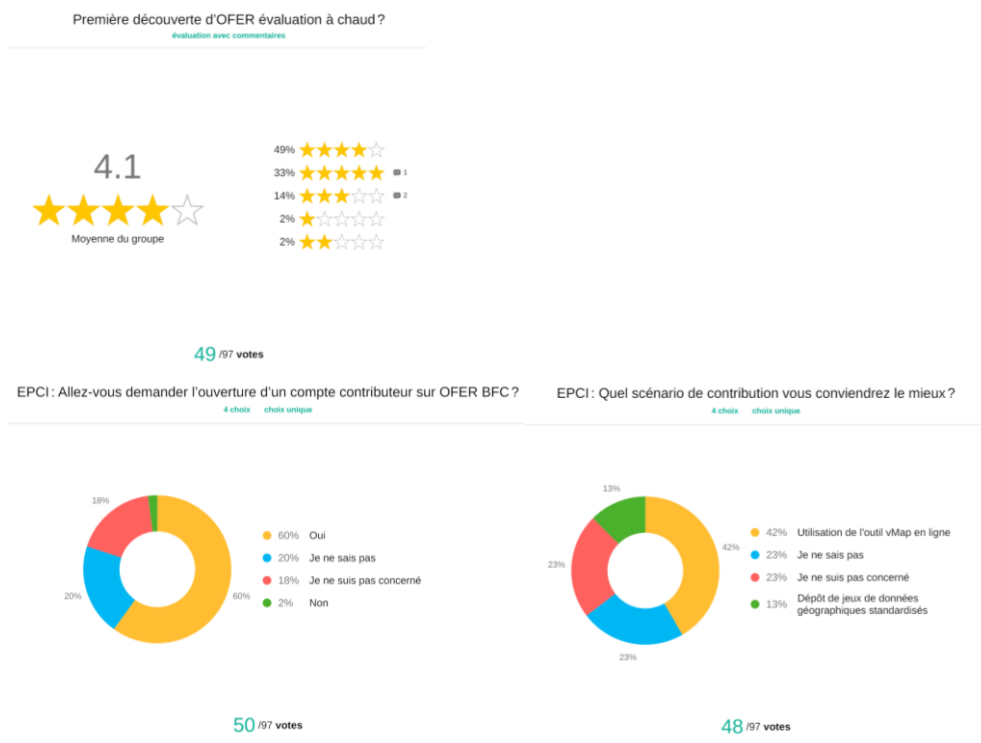 Première découverte d'OFER évaluation à chaud ?
évaluation avec commentaires
4.1
Moyenne du groupe
49%
33% 1
14% 2
2%
2%
49 /97 votes
EPCI : Allez-vous demander l'ouverture d'un compte contributeur sur OFER BFC ?
4 choix choix unique
18%
20%
60%
60% Oui
20% Je ne sais pas
18% Je ne suis pas concerné
2% Non
50 /97 votes
EPCI : Quel scénario de contribution vous conviendrez le mieux ?
4 choix choix unique
13%
42%
23%
23%
42% Utilisation de l'outil vMap en ligne
23% Je ne sais pas
23% Je ne suis pas concerné
13% Dépôt de jeux de données
géographiques standardisés
48 /97 votes